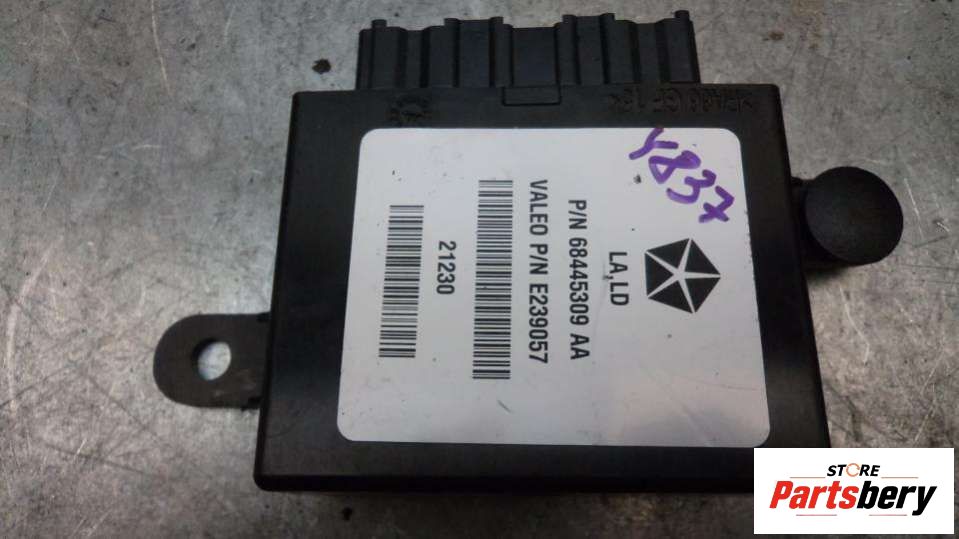 Y837
LA,LD
P/N 68445309 AA
VALEO P/N E239057
21230
STORE
Partsbery